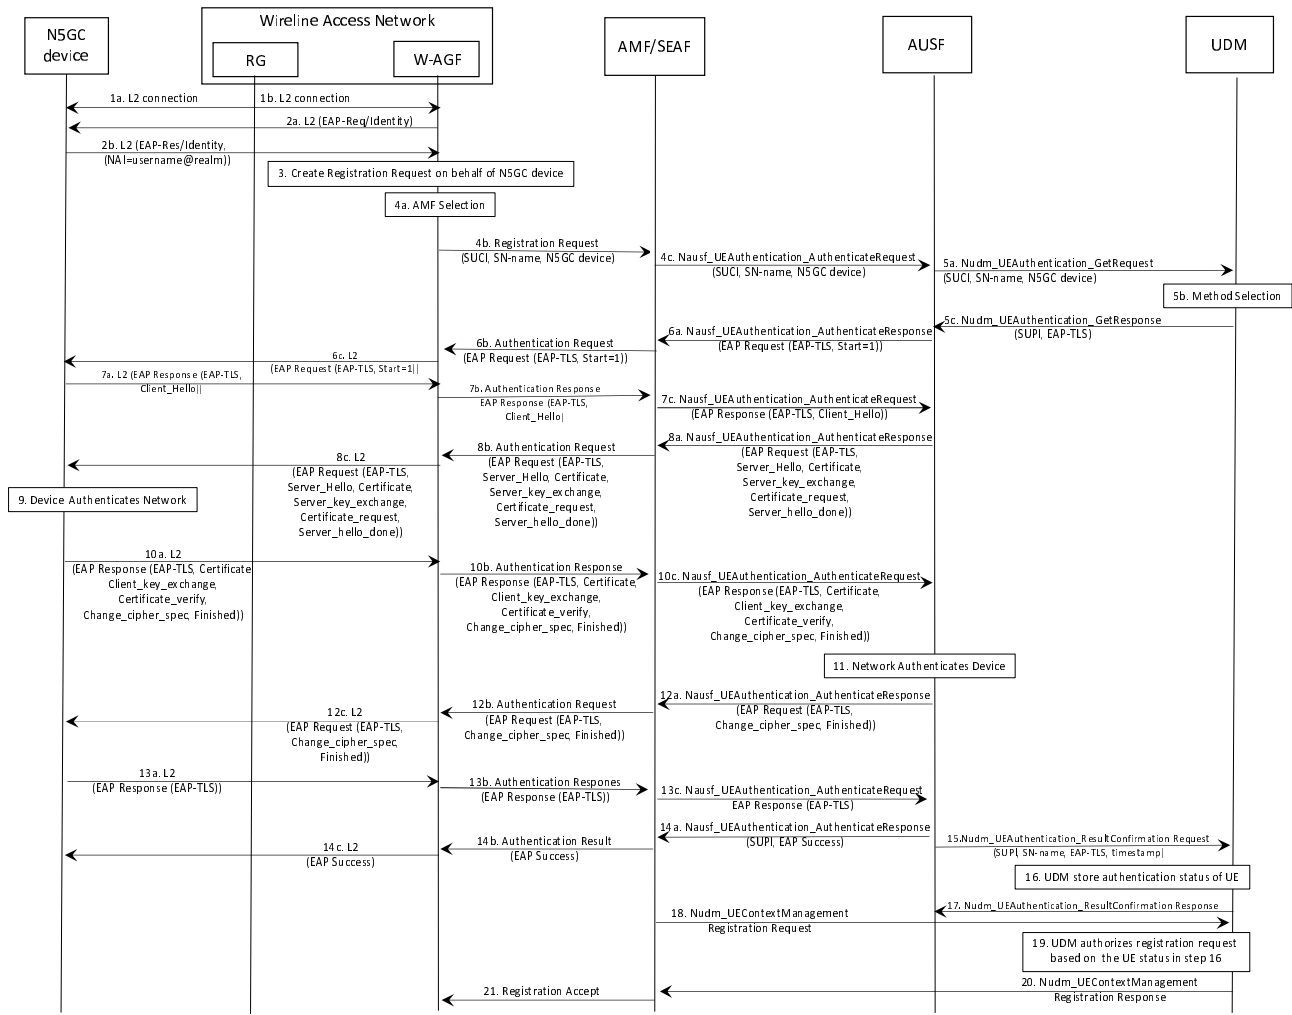 N5GC
device
Wireline Access Network
RG
W-AGF
AMF/SEAF
AUSF
UDM
1a. L2 connection
1b. L2 connection
2a. L2 (EAP-Req/Identity)
2b. L2 (EAP-Res/Identity,
(NAI=username@realm))
3. Create Registration Request on behalf of N5GC device
4a. AMF Selection
4b. Registration Request
(SUCI, SN-name, N5GC device)
4c. Nausf_UEAuthentication_AuthenticateRequest
(SUCI, SN-name, N5GC device)
5a. Nudm_UEAuthentication_GetRequest
(SUCI, SN-name, N5GC device)
5b. Method Selection
5c. Nudm_UEAuthentication_GetResponse
(SUPI, EAP-TLS)
6a. Nausf_UEAuthentication_AuthenticateResponse
(EAP Request (EAP-TLS, Start=1))
6b. Authentication Request
(EAP Request (EAP-TLS, Start=1))
6c. L2
(EAP Request (EAP-TLS, Start=1))
7a. L2 (EAP Response (EAP-TLS,
Client_Hello))
7b. Authentication Response
EAP Response (EAP-TLS,
Client_Hello)
7c. Nausf_UEAuthentication_AuthenticateRequest
(EAP Response (EAP-TLS, Client_Hello))
8a. Nausf_UEAuthentication_AuthenticateResponse
(EAP Request (EAP-TLS,
Server_Hello, Certificate,
Server_key_exchange,
Certificate_request,
Server_hello_done))
8b. Authentication Request
(EAP Request (EAP-TLS,
Server_Hello, Certificate,
Server_key_exchange,
Certificate_request,
Server_hello_done))
8c. L2
(EAP Request (EAP-TLS,
Server_Hello, Certificate,
Server_key_exchange,
Certificate_request,
Server_hello_done))
9. Device Authenticates Network
10a. L2
(EAP Response (EAP-TLS, Certificate
Client_key_exchange,
Certificate_verify,
Change_cipher_spec, Finished))
10b. Authentication Response
(EAP Response (EAP-TLS, Certificate,
Client_key_exchange,
Certificate_verify,
Change_cipher_spec, Finished))
10c. Nausf_UEAuthentication_AuthenticateRequest
(EAP Response (EAP-TLS, Certificate,
Client_key_exchange,
Certificate_verify,
Change_cipher_spec, Finished))
11. Network Authenticates Device
12a. Nausf_UEAuthentication_AuthenticateResponse
(EAP Request (EAP-TLS,
Change_cipher_spec, Finished))
12b. Authentication Request
(EAP Request (EAP-TLS,
Change_cipher_spec, Finished))
12c. L2
(EAP Request (EAP-TLS,
Change_cipher_spec,
Finished))
13a. L2
(EAP Response (EAP-TLS))
13b. Authentication Respones
(EAP Response (EAP-TLS))
13c. Nausf_UEAuthentication_AuthenticateRequest
EAP Response (EAP-TLS)
14a. Nausf_UEAuthentication_AuthenticateResponse
(SUPI, EAP Success)
14b. Authentication Result
(EAP Success)
14c. L2
(EAP Success)
15.Nudm_UEAuthentication_ResultConfirmation Request
(SUPI, SN-name, EAP-TLS, timestamp)
16. UDM store authentication status of UE
17. Nudm_UEAuthentication_ResultConfirmation Response
18. Nudm_UEContextManagement
Registration Request
19. UDM authorizes registration request
based on the UE status in step 16
20. Nudm_UEContextManagement
Registration Response
21. Registration Accept